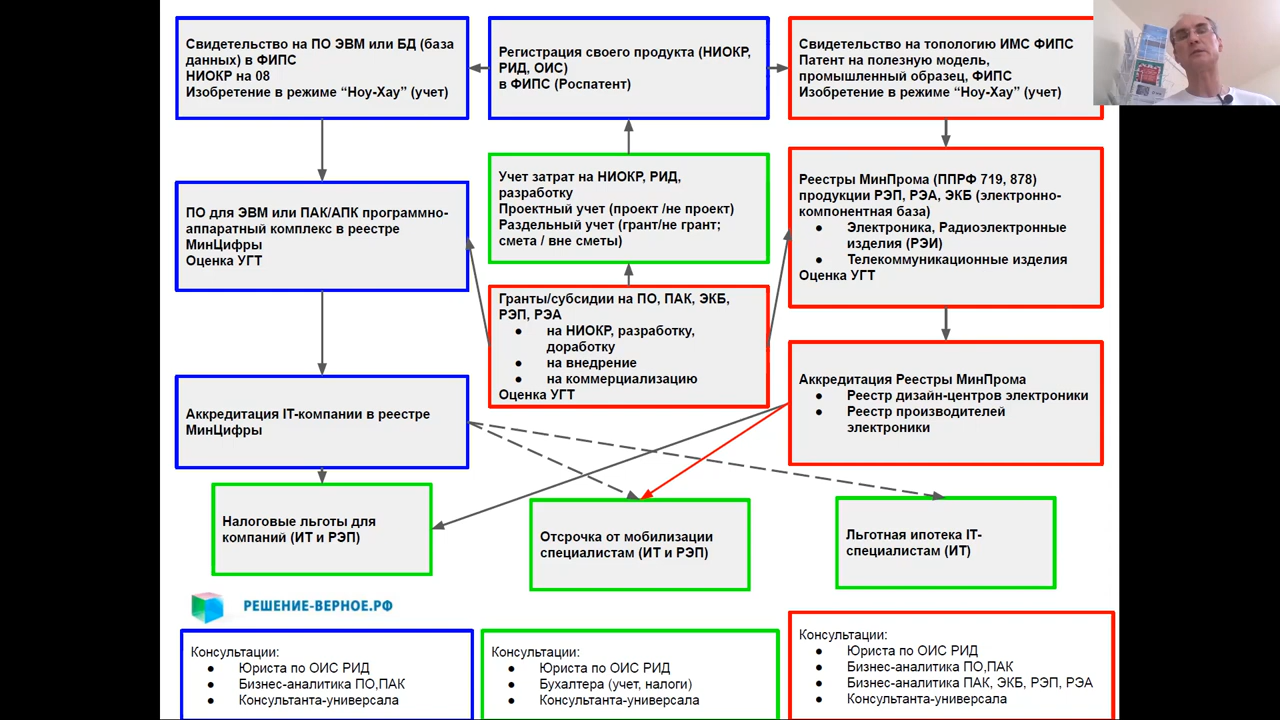 Свидетельство на ПО ЭВМ или БД (база
данных) в ФИПС
НИОКР на 08
Изобретение в режиме “Ноу-Хау” (учет)
Регистрация своего продукта (НИОКР,
РИД, ОИС)
в ФИПС (Роспатент)
Свидетельство на топологию ИМС ФИПС
Патент на полезную модель,
промышленный образец, ФИПС
Изобретение в режиме “Ноу-Хау” (учет)
Учет затрат на НИОКР, РИД,
разработку
Проектный учет (проект /не проект)
Раздельный учет (грант/не грант;
смета / вне сметы)
ПО для ЭВМ или ПАК/АПК программно-
аппаратный комплекс в реестре
МинЦифры
Оценка УГТ
Реестры МинПрома (ППРФ 719, 878)
продукции РЭП, РЭА, ЭКБ (электронно-
компонентная база)
● Электроника, Радиоэлектронные
изделия (РЭИ)
● Телекоммуникационные изделия
Оценка УГТ
Гранты/субсидии на ПО, ПАК, ЭКБ,
РЭП, РЭА
● на НИОКР, разработку,
доработку
● на внедрение
● на коммерциализацию
Оценка УГТ
Аккредитация IT-компании в реестре
МинЦифры
Аккредитация Реестры МинПрома
● Реестр дизайн-центров электроники
● Реестр производителей
электроники
Налоговые льготы для
компаний (ИТ и РЭП)
Отсрочка от мобилизации
специалистам (ИТ и РЭП)
Льготная ипотека IT-
специалистам (ИТ)
РЕШЕНИЕ-ВЕРНОЕ.РФ
Консультации:
● Юриста по ОИС РИД
● Бизнес-аналитика ПО,ПАК
● Консультанта-универсала
Консультации:
● Юриста по ОИС РИД
● Бухгалтера (учет, налоги)
● Консультанта-универсала
Консультации:
● Юриста по ОИС РИД
● Бизнес-аналитика ПО,ПАК
● Бизнес-аналитика ПАК, ЭКБ, РЭП, РЭА
● Консультанта-универсала